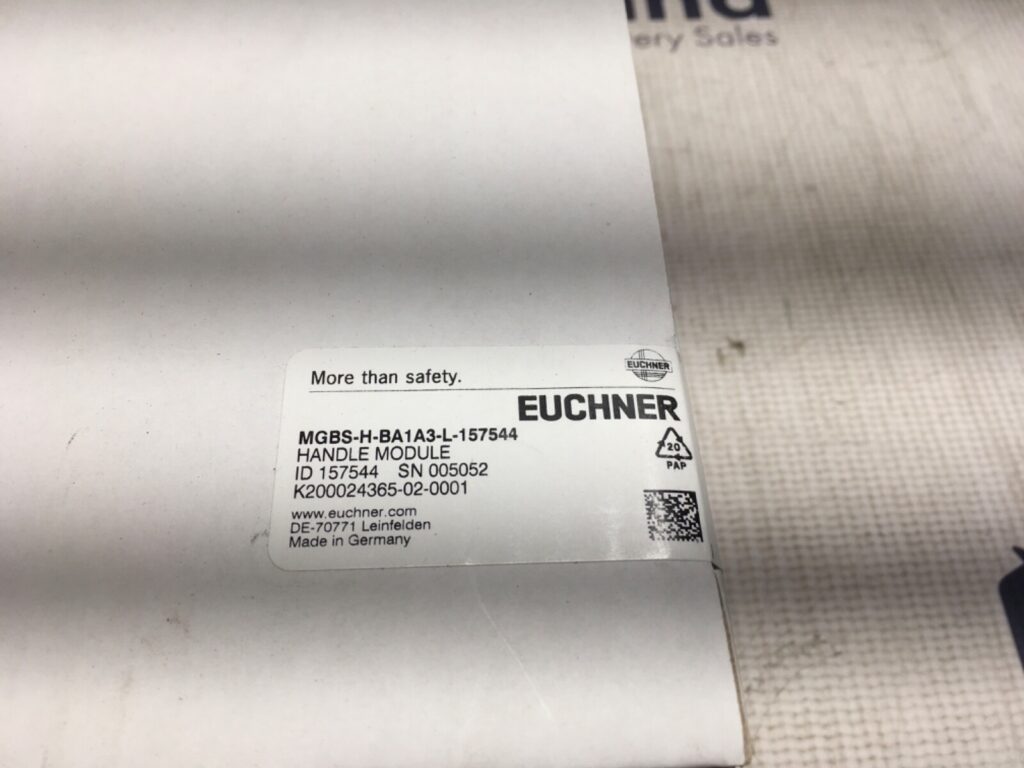 ery Sales
More than safety.
EUCHNER
EUCHNER
MGBS-H-BA1A3-L-157544
HANDLE MODULE
20
PAP
ID 157544 SN 005052
K200024365-02-0001
www.euchner.com
DE-70771 Leinfelden
Made in Germany